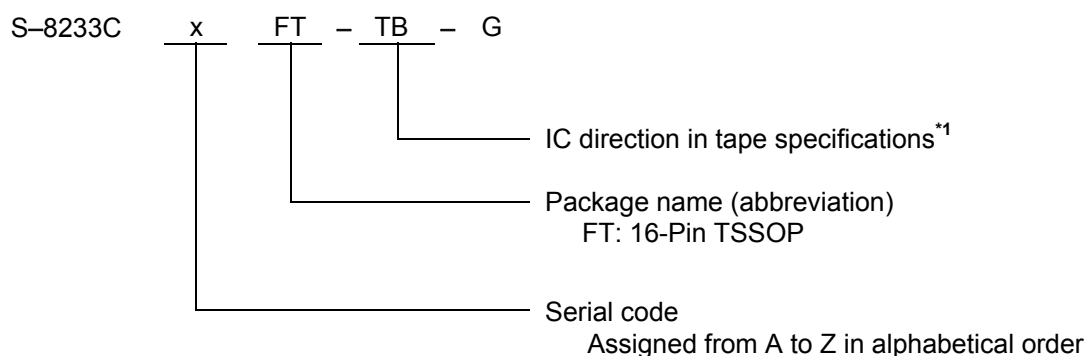 S–8233C x FT – TB – G
IC direction in tape specifications*1
Package name (abbreviation)
FT: 16-Pin TSSOP
Serial code
Assigned from A to Z in alphabetical order